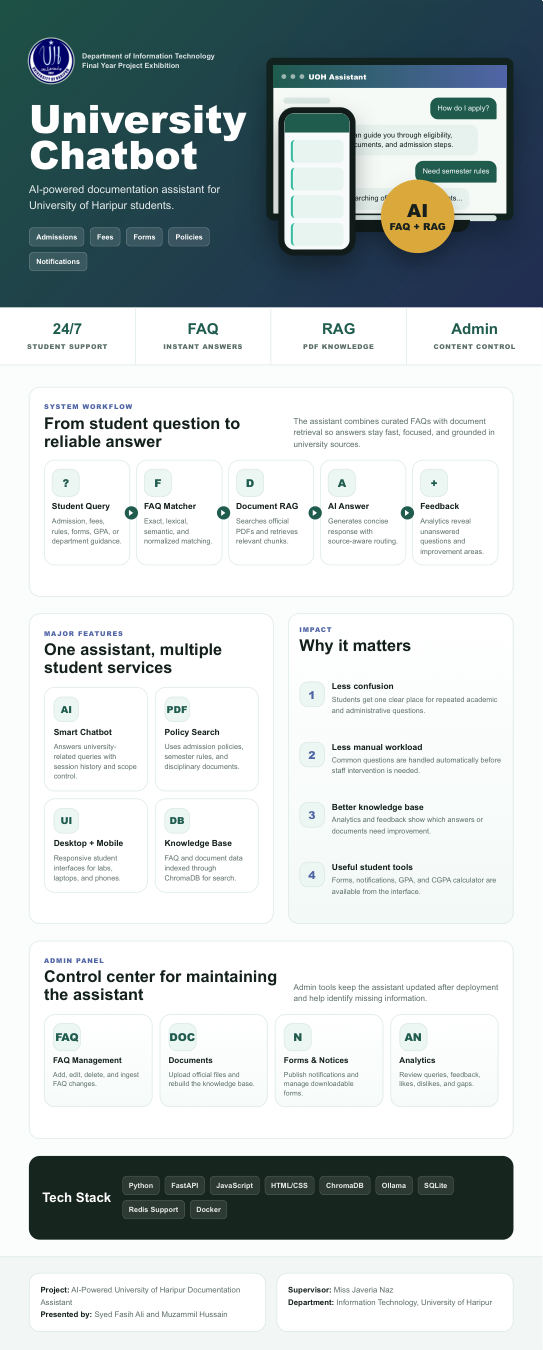 Department of Information Technology
Final Year Project Exhibition
University
Chatbot
AI-powered documentation assistant for
University of Haripur students.
Admissions
Fees
Forms
Policies
Notifications
UOH Assistant
How do I apply?
an guide you through eligibility,
cuments, and admission steps.
Need semester rules
AI
FAQ + RAG
24/7
STUDENT SUPPORT
FAQ
INSTANT ANSWERS
RAG
PDF KNOWLEDGE
Admin
CONTENT CONTROL
SYSTEM WORKFLOW
From student question to
reliable answer
The assistant combines curated FAQs with document
retrieval so answers stay fast, focused, and grounded in
university sources.
?
Student Query
Admission, fees,
rules, forms, GPA, or
department guidance.
F
FAQ Matcher
Exact, lexical,
semantic, and
normalized matching.
D
Document RAG
Searches official
PDFs and retrieves
relevant chunks.
A
AI Answer
Generates concise
response with
source-aware routing.
+
Feedback
Analytics reveal
unanswered
questions and
improvement areas.
MAJOR FEATURES
One assistant, multiple
student services
AI
Smart Chatbot
Answers university-
related queries with
session history and scope
control.
PDF
Policy Search
Uses admission policies,
semester rules, and
disciplinary documents.
UI
Desktop + Mobile
Responsive student
interfaces for labs,
laptops, and phones.
DB
Knowledge Base
FAQ and document data
indexed through
ChromaDB for search.
IMPACT
Why it matters
1
Less confusion
Students get one clear place for repeated academic
and administrative questions.
2
Less manual workload
Common questions are handled automatically before
staff intervention is needed.
3
Better knowledge base
Analytics and feedback show which answers or
documents need improvement.
4
Useful student tools
Forms, notifications, GPA, and CGPA calculator are
available from the interface.
ADMIN PANEL
Control center for maintaining
the assistant
Admin tools keep the assistant updated after deployment
and help identify missing information.
FAQ
FAQ Management
Add, edit, delete, and ingest
FAQ changes.
DOC
Documents
Upload official files and
rebuild the knowledge base.
N
Forms & Notices
Publish notifications and
manage downloadable
forms.
AN
Analytics
Review queries, feedback,
likes, dislikes, and gaps.
Tech Stack
Python
FastAPI
JavaScript
HTML/CSS
ChromaDB
Ollama
SQLite
Redis Support
Docker
Project: AI-Powered University of Haripur Documentation
Assistant
Presented by: Syed Fasih Ali and Muzammil Hussain
Supervisor: Miss Javeria Naz
Department: Information Technology, University of Haripur